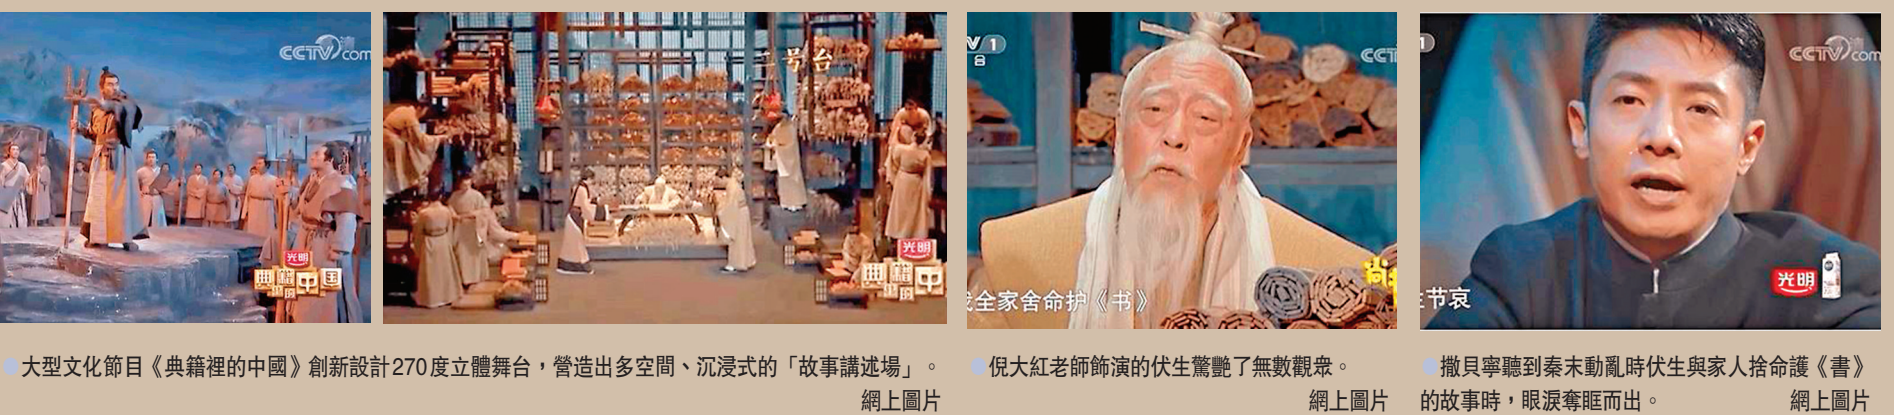 CCTV.com
光明
典籍里的中国
号台
光明
典籍里的中
V 1
CCT
全家舍命护《书》
尚
1
CCTV.com
光明
节哀
大型文化節目《典籍裡的中國》創新設計270度立體舞台，營造出多空間、沉浸式的「故事講述場」。
網上圖片
倪大紅老師飾演的伏生驚艷了無數觀眾。
網上圖片
撒貝寧聽到秦末動亂時伏生與家人捨命護《書》
的故事時，眼淚奪眶而出。 網上圖片